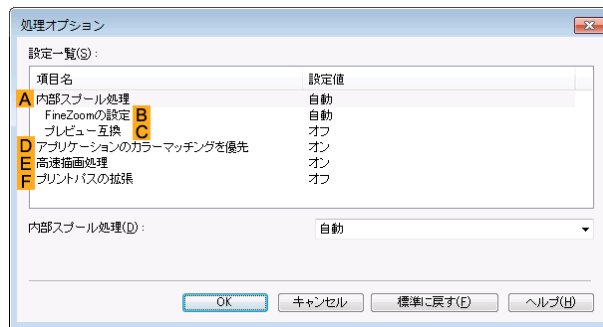 処理オプション
設定一覧(S):
項目名 設定値
A 内部スプール処理 自動
FineZoomの設定 B 自動
プレビュー互換 C オフ
D アプリケーションのカラーマッチングを優先 オン
E 高速描画処理 オン
F プリントパスの拡張 オフ
内部スプール処理(D): 自動
OK キャンセル 標準に戻す(F) ヘルプ(H)